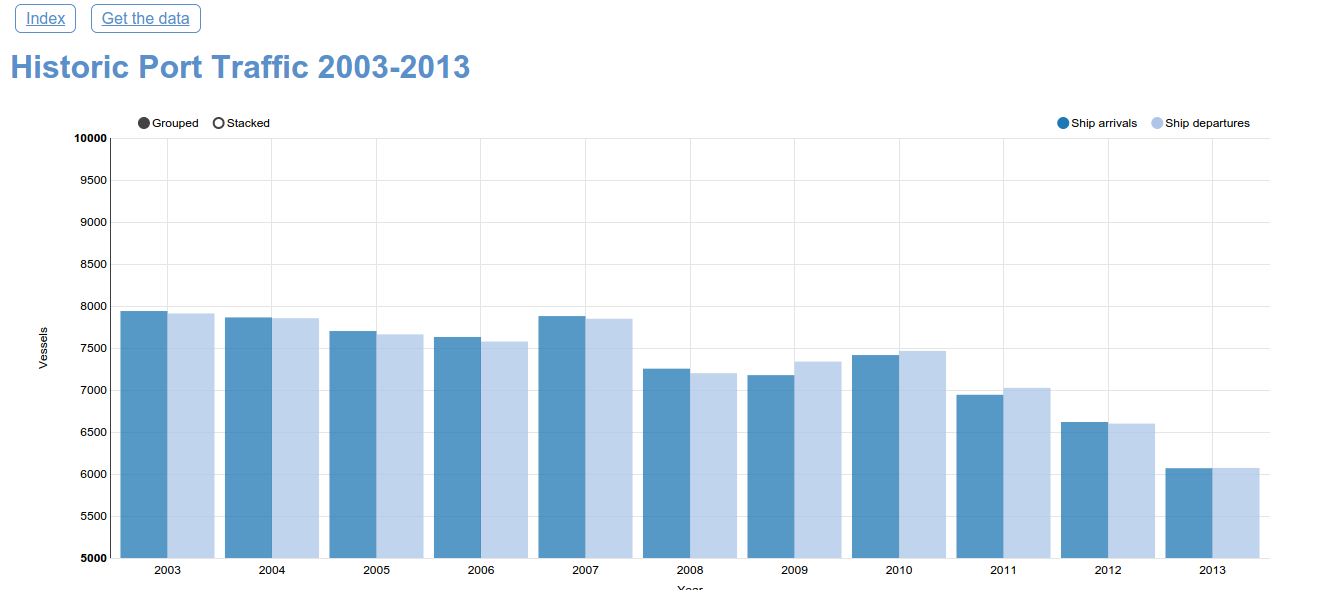 Index Get the data
Historic Port Traffic 2003-2013
Grouped Stacked Ship arrivals Ship departures
10000
9500
9000
8500
8000
7500
7000
6500
6000
5500
5000
Vessels
2003 2004 2005 2006 2007 2008 2009 2010 2011 2012 2013
Year